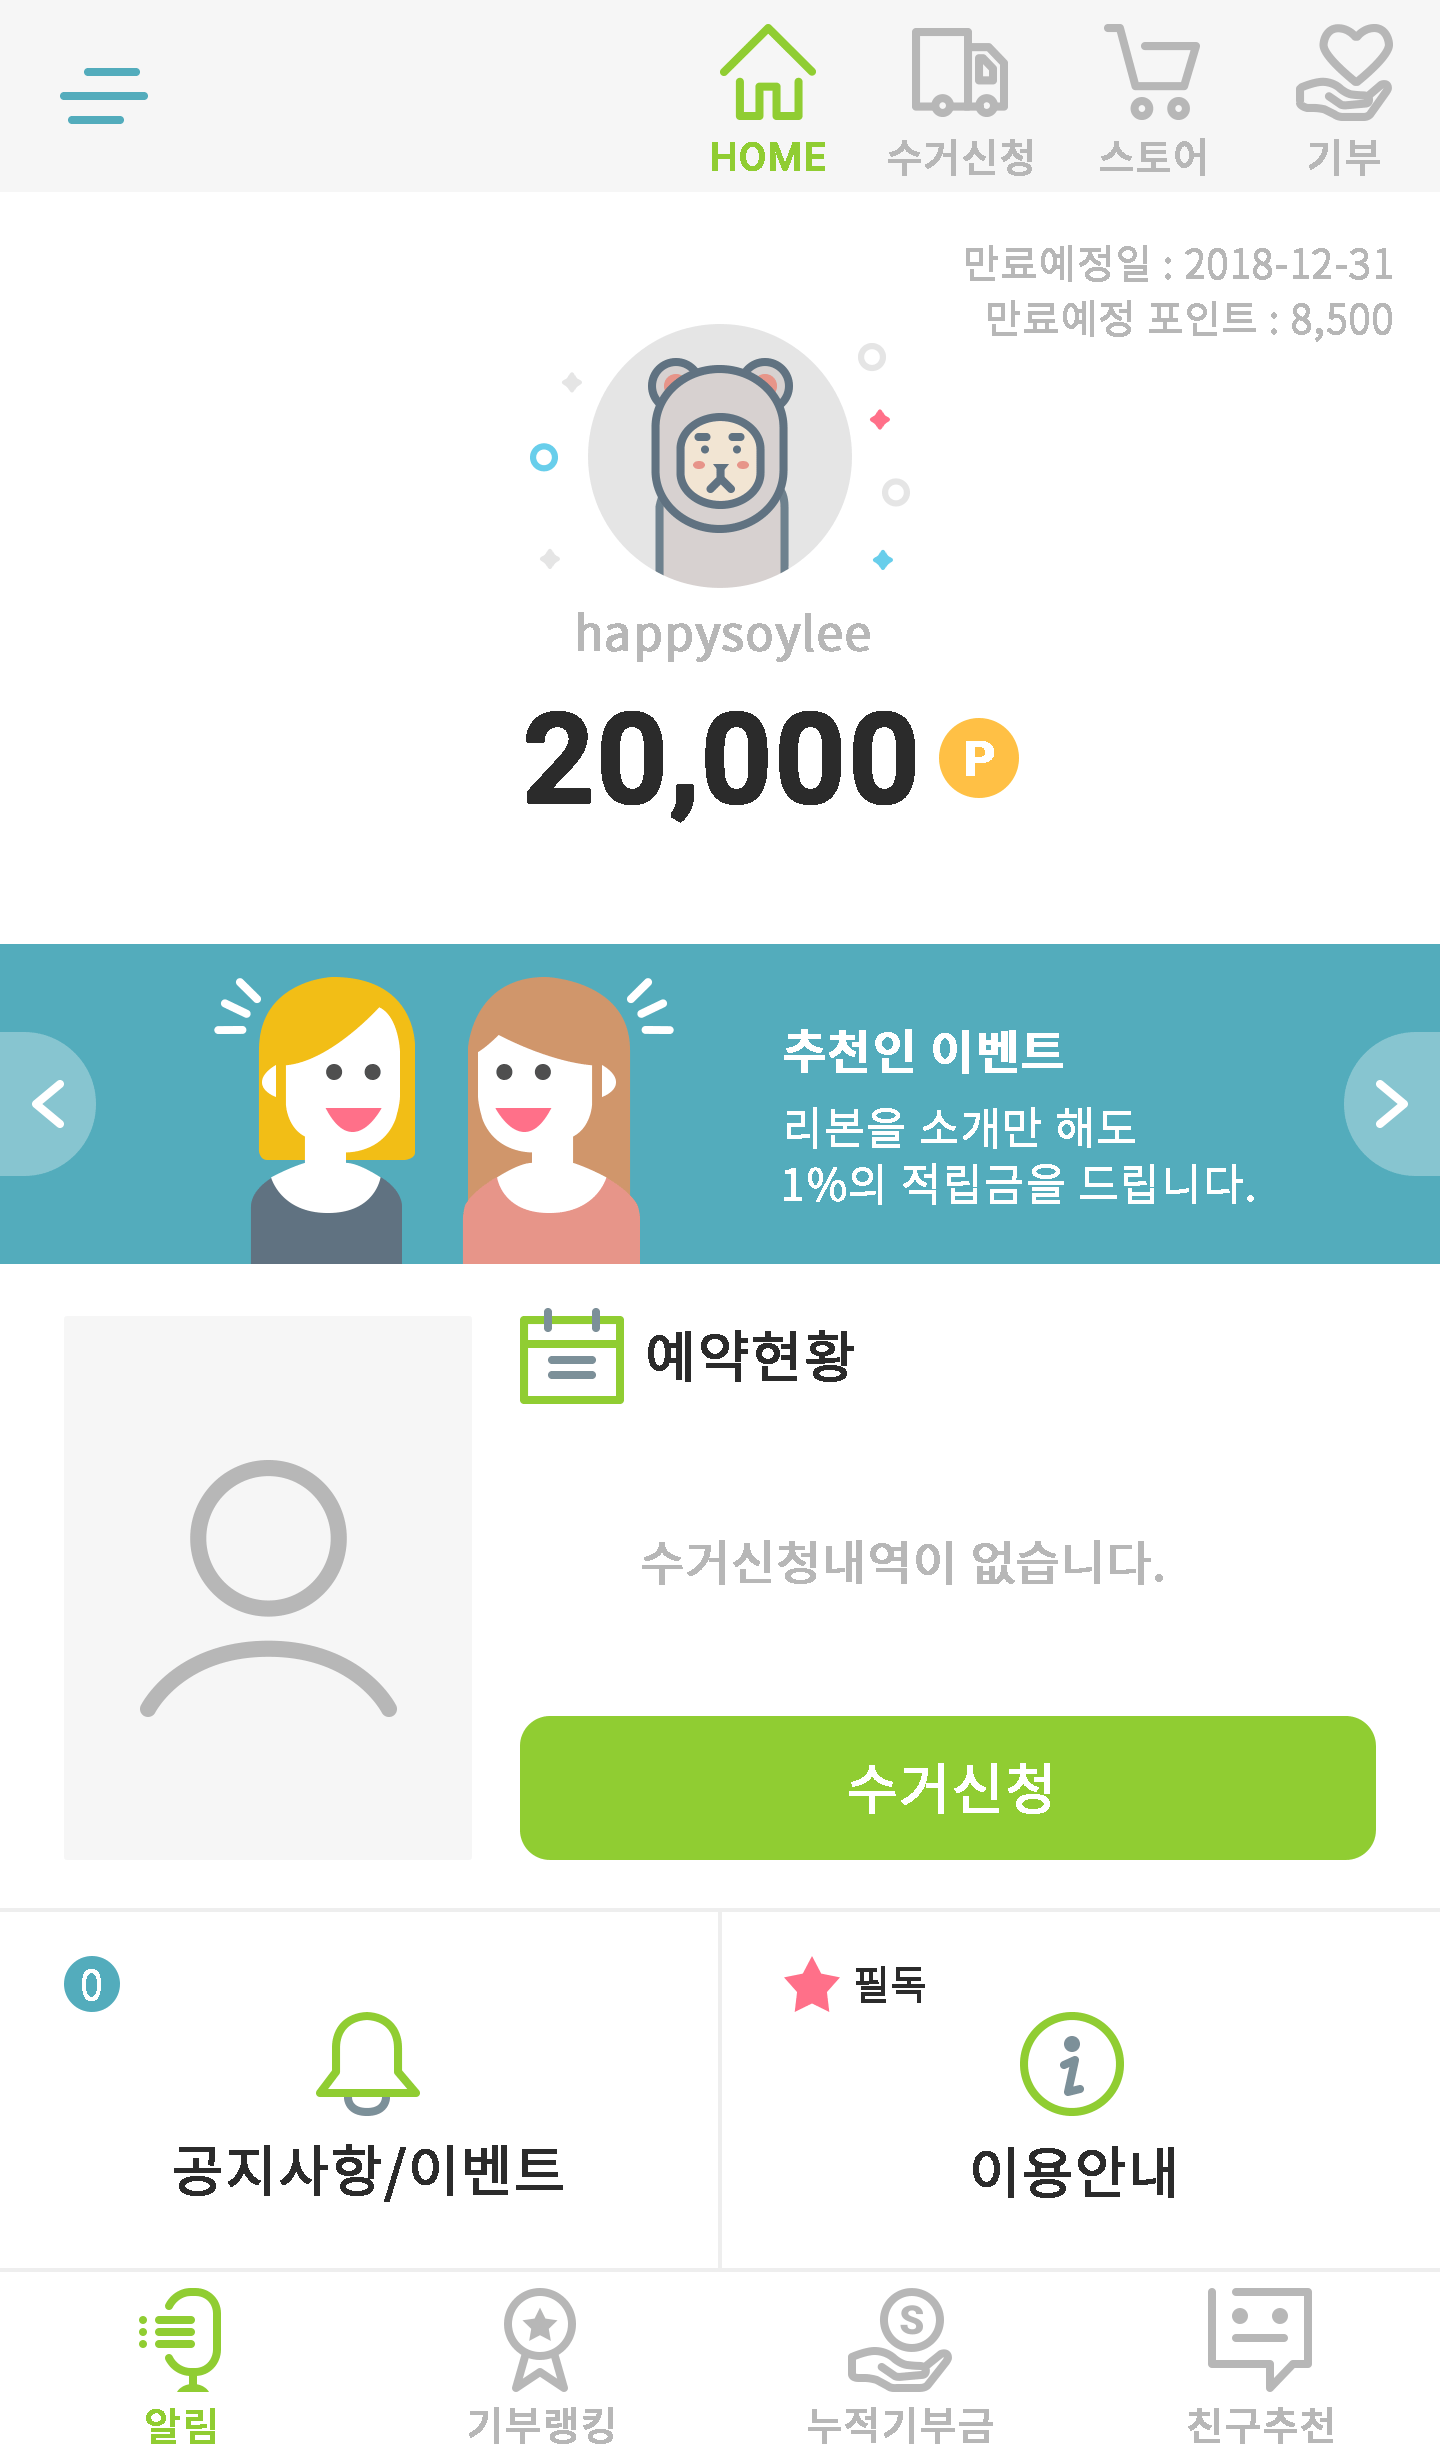 HOME
수거신청
스토어
기부
만료예정일 : 2018-12-31
만료예정 포인트 : 8,500
happysoylee
20,000 P
추천인 이벤트
리본을 소개만 해도
1%의 적립금을 드립니다.
예약현황
수거신청내역이 없습니다.
수거신청
0
공지사항/이벤트
필독
이용안내
알림
기부랭킹
S
누적기부금
친구추천